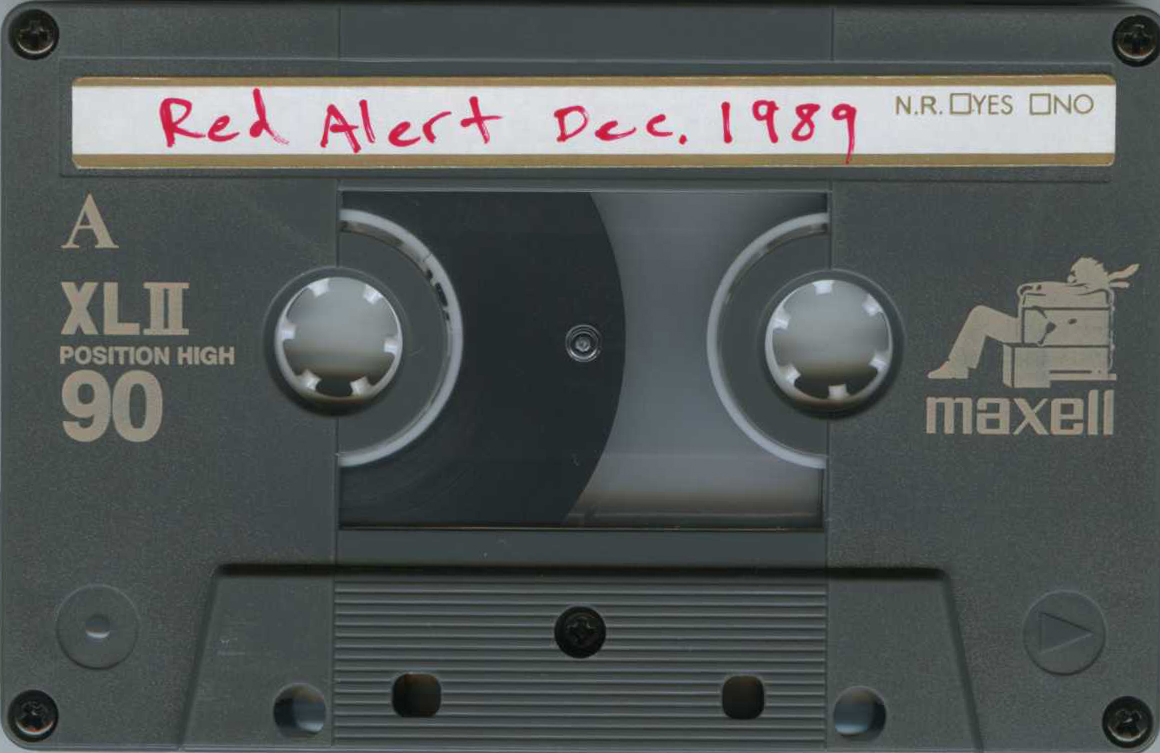 Red Alert Dec. 1989 N.R. □YES □NO
A
XLII
POSITION HIGH
90
maxell